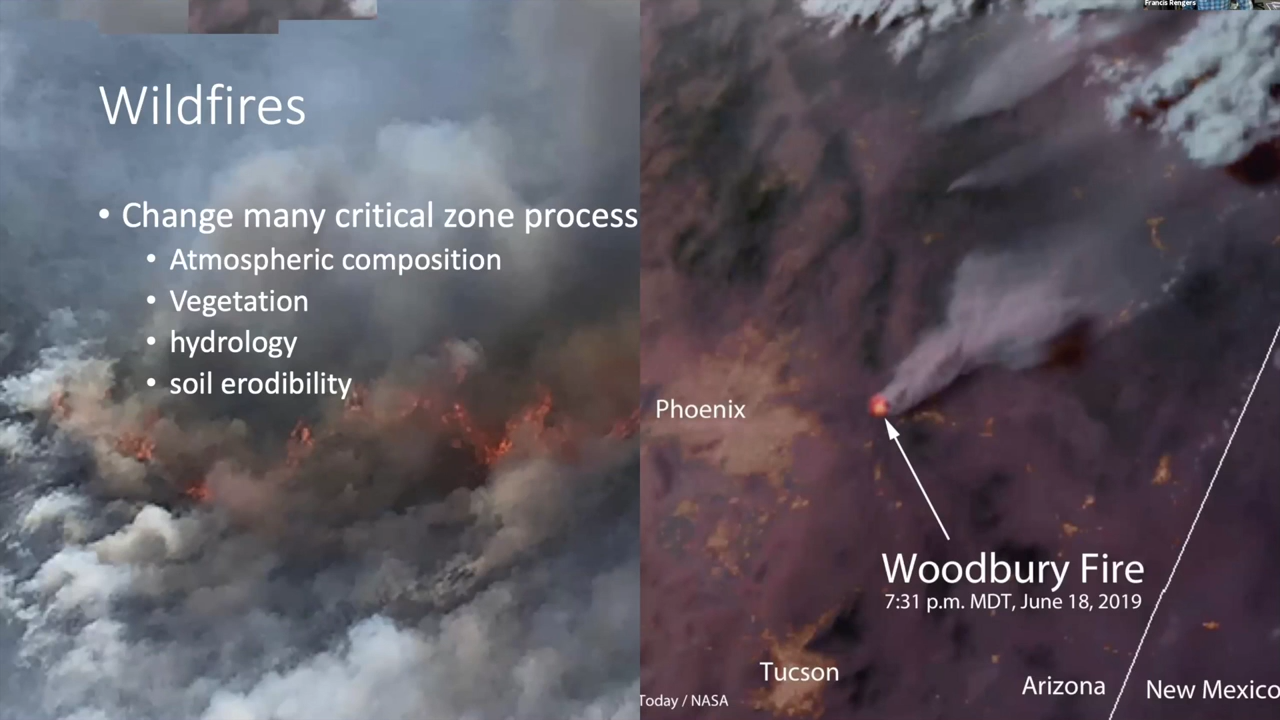 Francis Rengers
Wildfires
• Change many critical zone process
• Atmospheric composition
• Vegetation
• hydrology
• soil erodibility
Phoenix
Woodbury Fire
7:31 p.m. MDT, June 18, 2019
Tucson
Arizona
New Mexico
Today / NASA